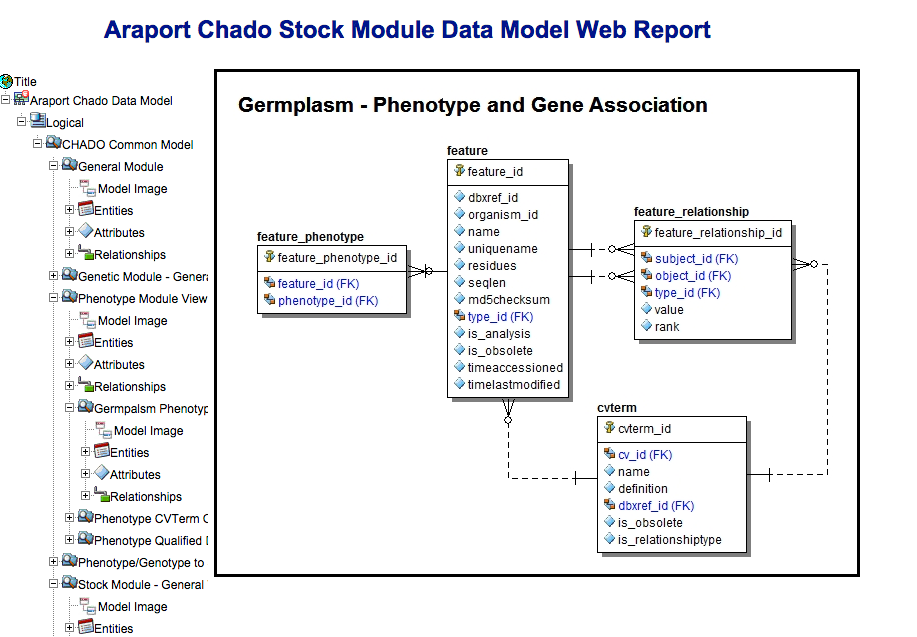 Araport Chado Stock Module Data Model Web Report
Title
Araport Chado Data Model
Logical
CHADO Common Model
General Module
Model Image
Entities
Attributes
Relationships
Genetic Module - Genera
Phenotype Module View
Model Image
Entities
Attributes
Relationships
Germpalsm Phenotyp
Model Image
Entities
Attributes
Relationships
Phenotype CVTerm C
Phenotype Qualified D
Phenotype/Genotype to
Stock Module - General
Model Image
Entities
Germplasm - Phenotype and Gene Association
feature
feature_id
dbxref_id
organism_id
name
uniquename
residues
seqlen
md5checksum
type_id (FK)
is_analysis
is_obsolete
timeaccessioned
timelastmodified
feature_phenotype
feature_phenotype_id
feature_id (FK)
phenotype_id (FK)
feature_relationship
feature_relationship_id
subject_id (FK)
object_id (FK)
type_id (FK)
value
rank
cvterm
cvterm_id
cv_id (FK)
name
definition
dbxref_id (FK)
is_obsolete
is_relationshiptype